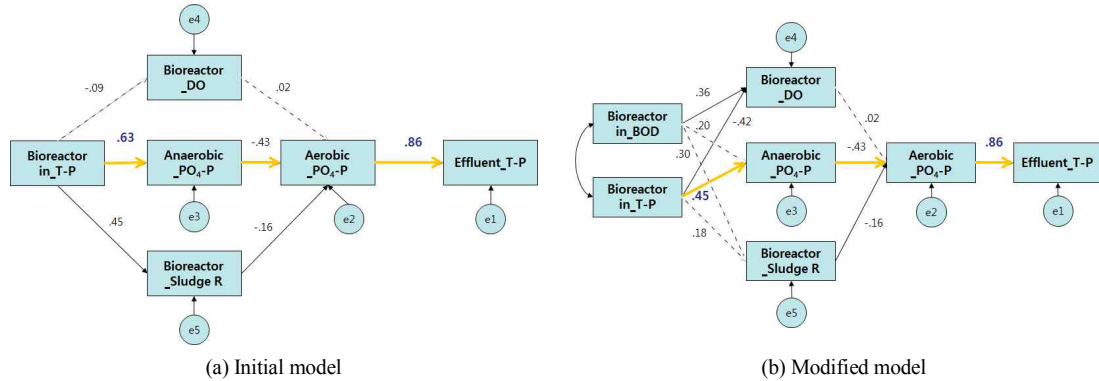 e4
Bioreactor
_DO
-.09
.02
.63
-.43
.86
Bioreactor
in_T-P
Anaerobic
_PO₄-P
Aerobic
_PO₄-P
Effluent_T-P
e3
e2
e1
.45
-.16
Bioreactor
_Sludge R
e5
(a) Initial model
e4
Bioreactor
_DO
.36
-.42
.02
Bioreactor
in_BOD
.20
.30
-.43
.86
Anaerobic
_PO₄-P
Aerobic
_PO₄-P
Effluent_T-P
Bioreactor
in_T-P
.45
e3
e2
e1
.18
-.16
Bioreactor
_Sludge R
e5
(b) Modified model